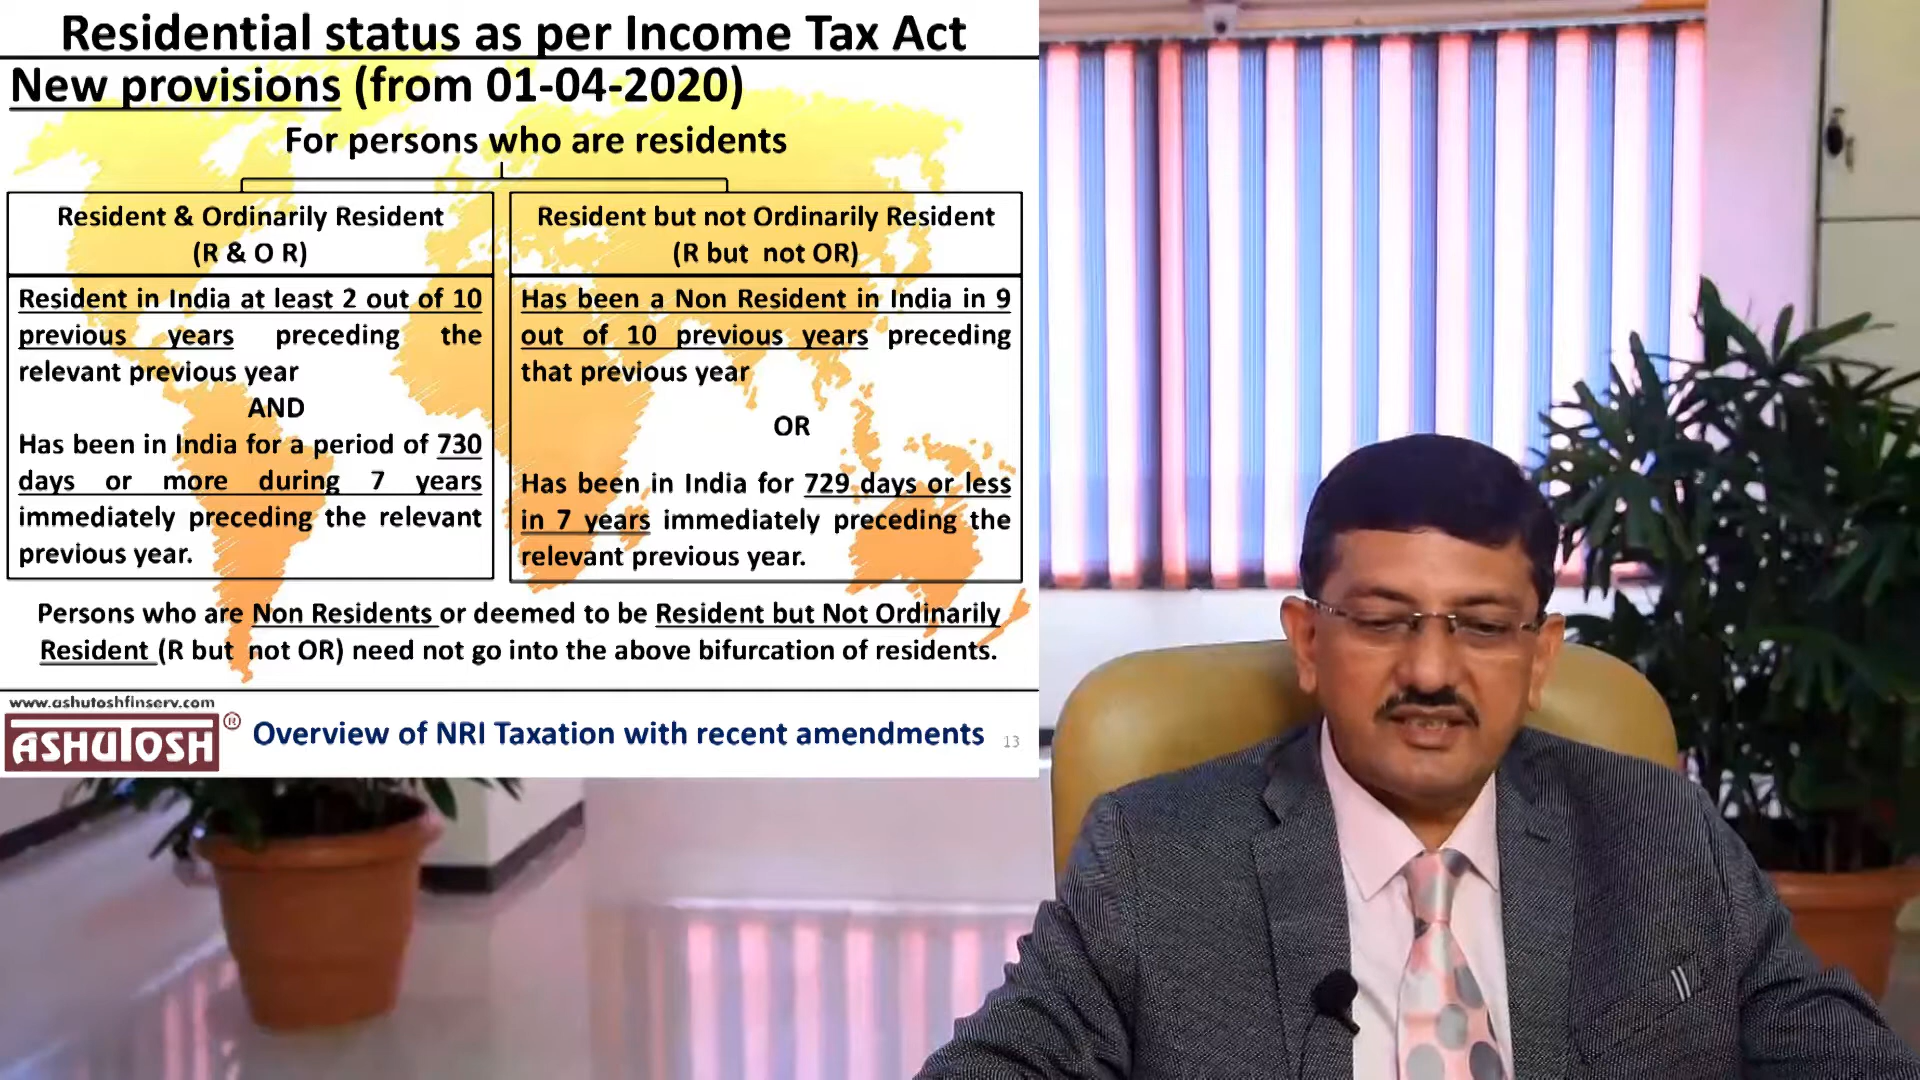 Residential status as per Income Tax Act
New provisions (from 01-04-2020)
For persons who are residents
Resident & Ordinarily Resident
(R & O R)
Resident in India at least 2 out of 10
previous years preceding the
relevant previous year
AND
Has been in India for a period of 730
days or more during 7 years
immediately preceding the relevant
previous year.
Resident but not Ordinarily Resident
(R but not OR)
Has been a Non Resident in India in 9
out of 10 previous years preceding
that previous year
OR
Has been in India for 729 days or less
in 7 years immediately preceding the
relevant previous year.
Persons who are Non Residents or deemed to be Resident but Not Ordinarily
Resident (R but not OR) need not go into the above bifurcation of residents.
www.ashutoshfinserv.com
ASHUTOSH ®
Overview of NRI Taxation with recent amendments
13